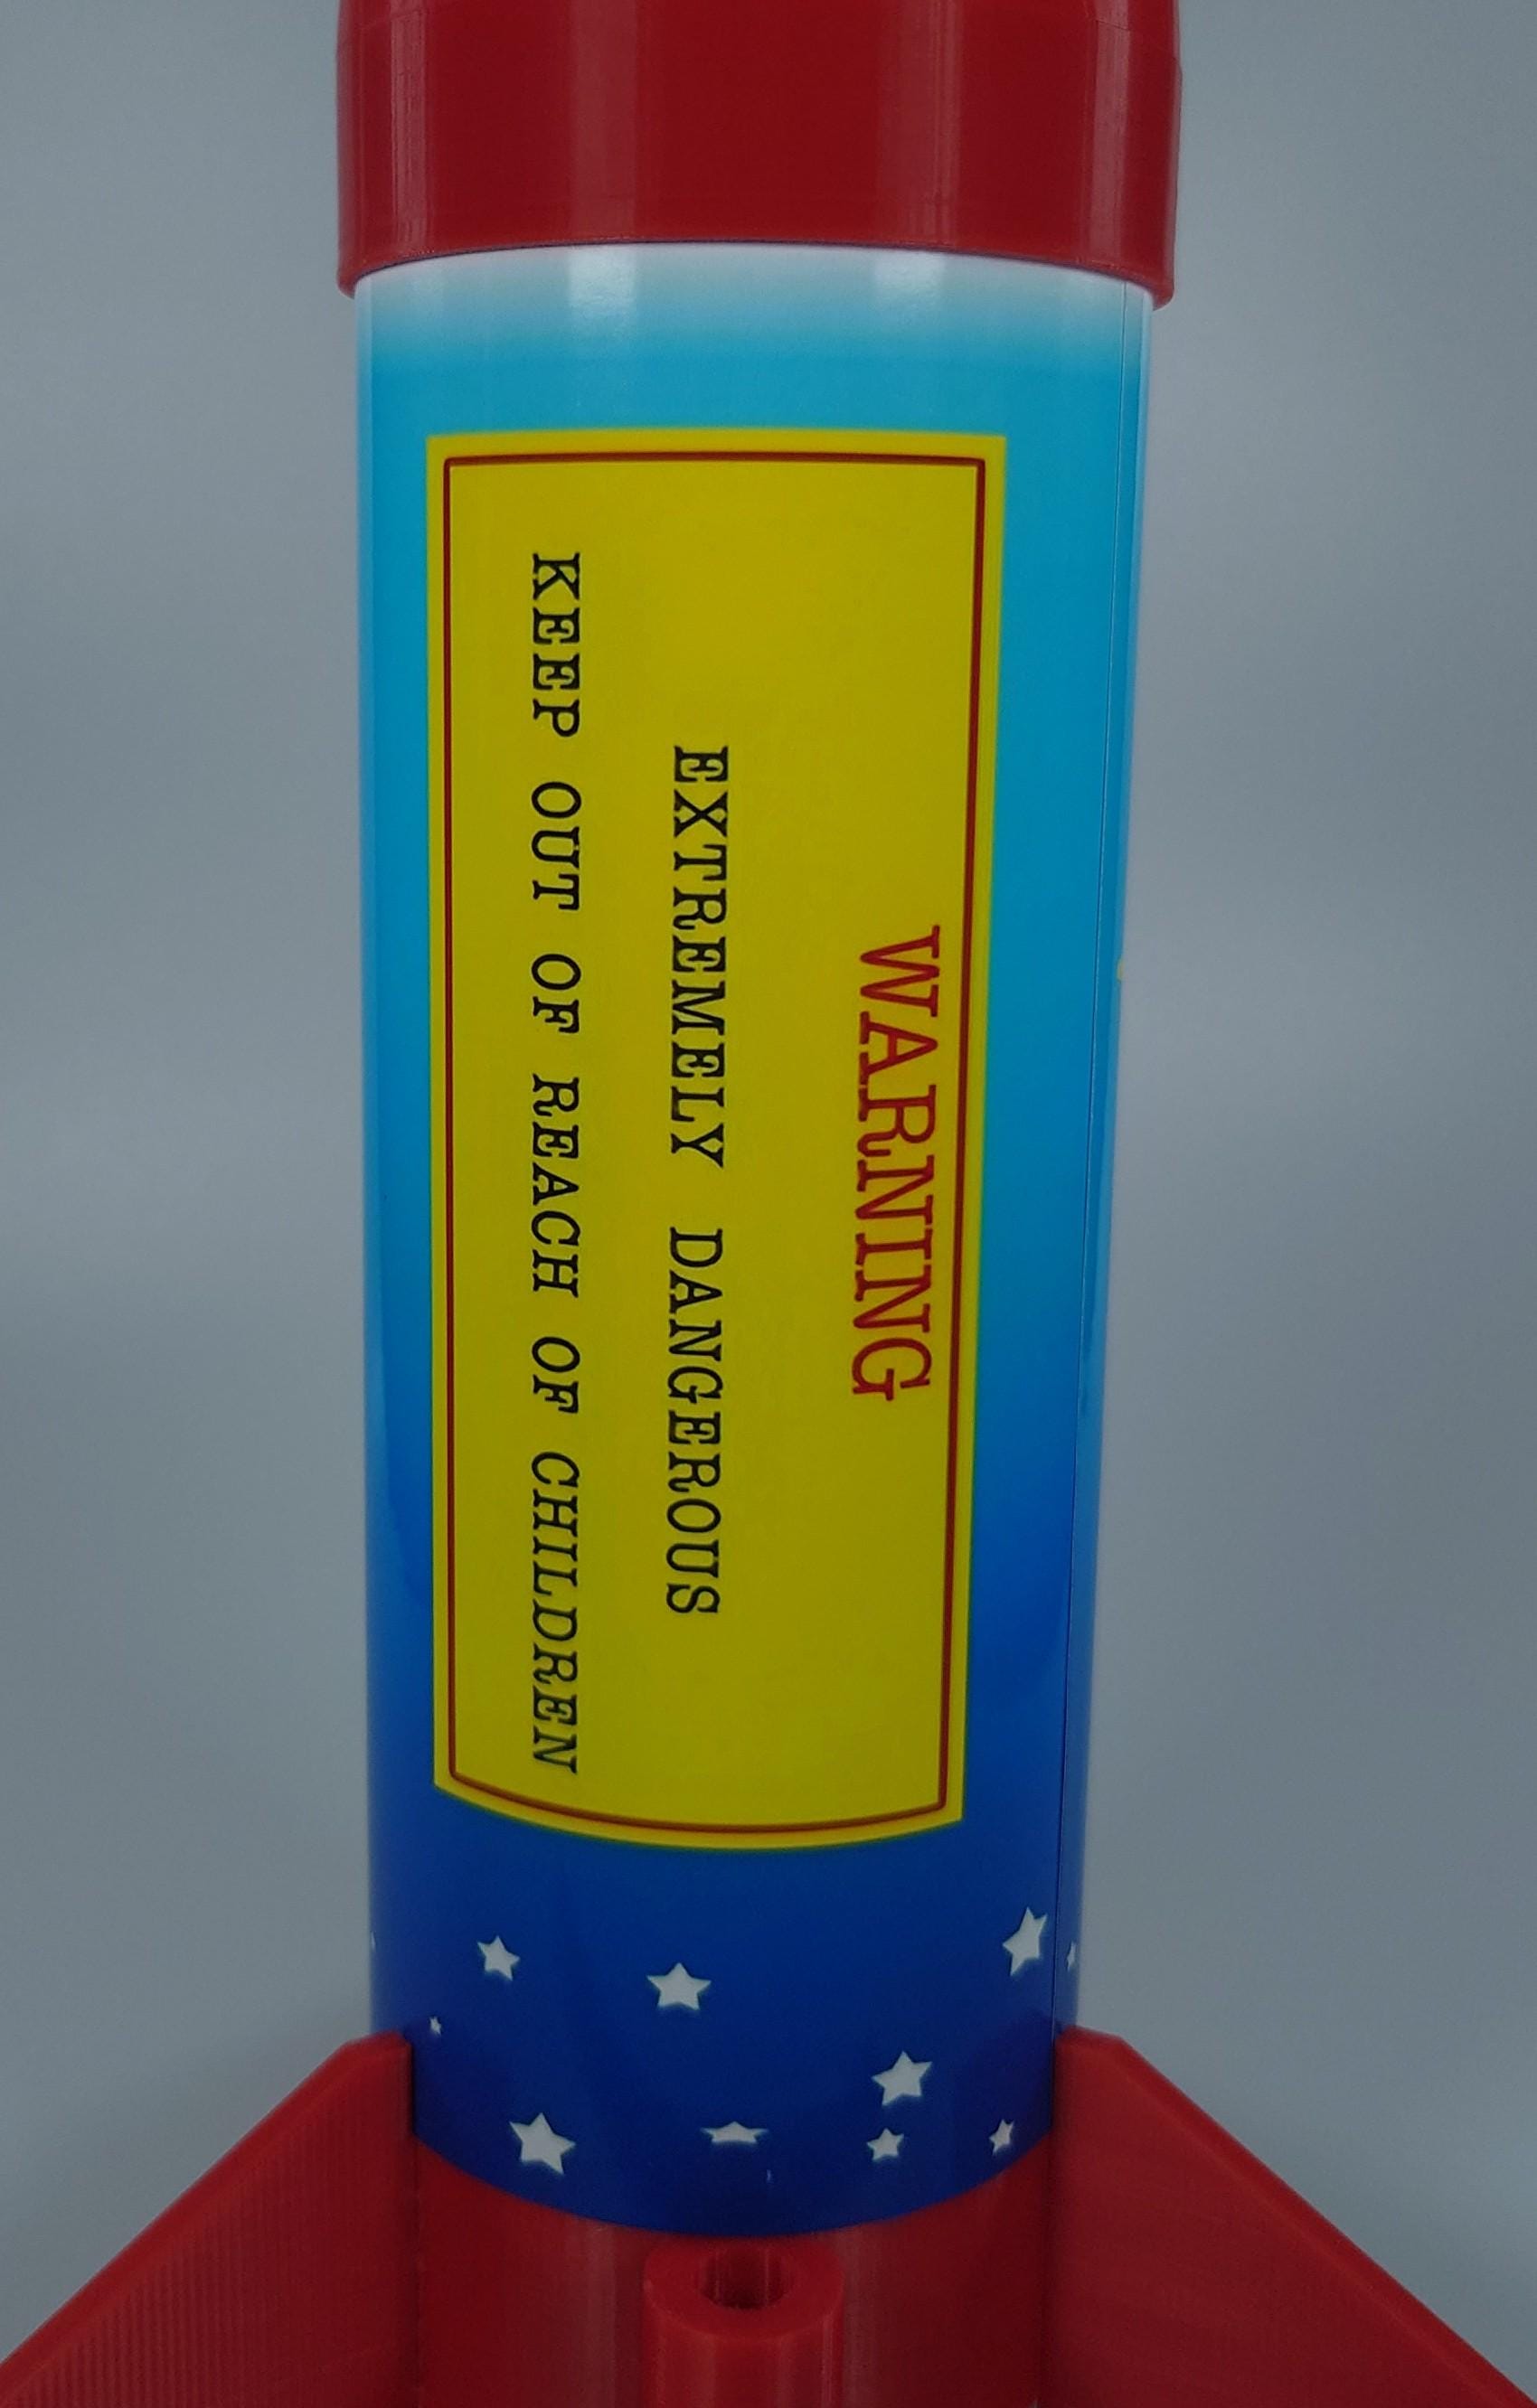 WARNING
EXTREMELY DANGEROUS
KEEP OUT OF REACH OF CHILDREN